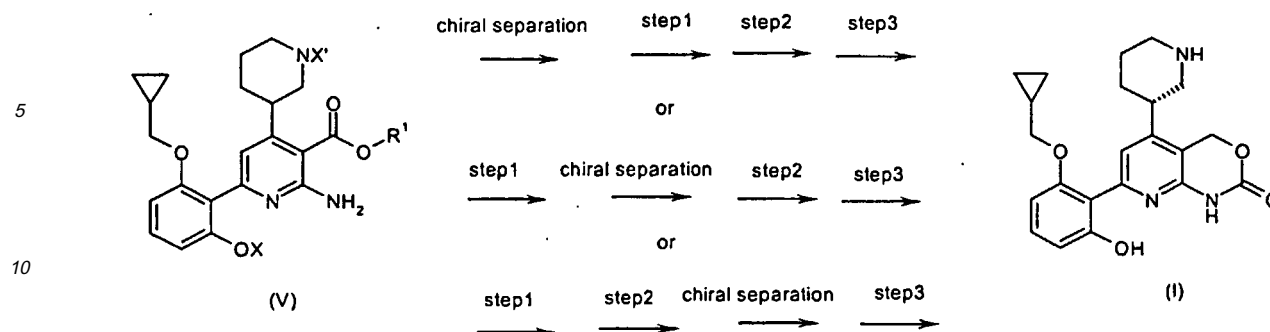 chiral separation step1 step2 step3
or
step1 chiral separation step2 step3
or
step1 step2 chiral separation step3
5
10
NX'
O
O
R¹
O
N
NH₂
OX
(V)
NH
O
O
O
N
N
H
OH
(I)